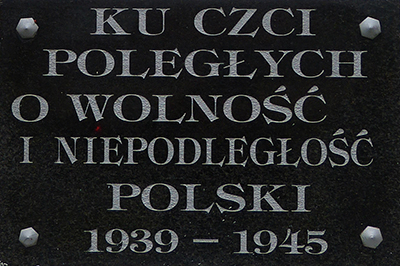 KU CZCI
POLEGŁYCH
O WOLNOŚĆ
I NIEPODLEGŁOŚĆ
POLSKI
1939 – 1945